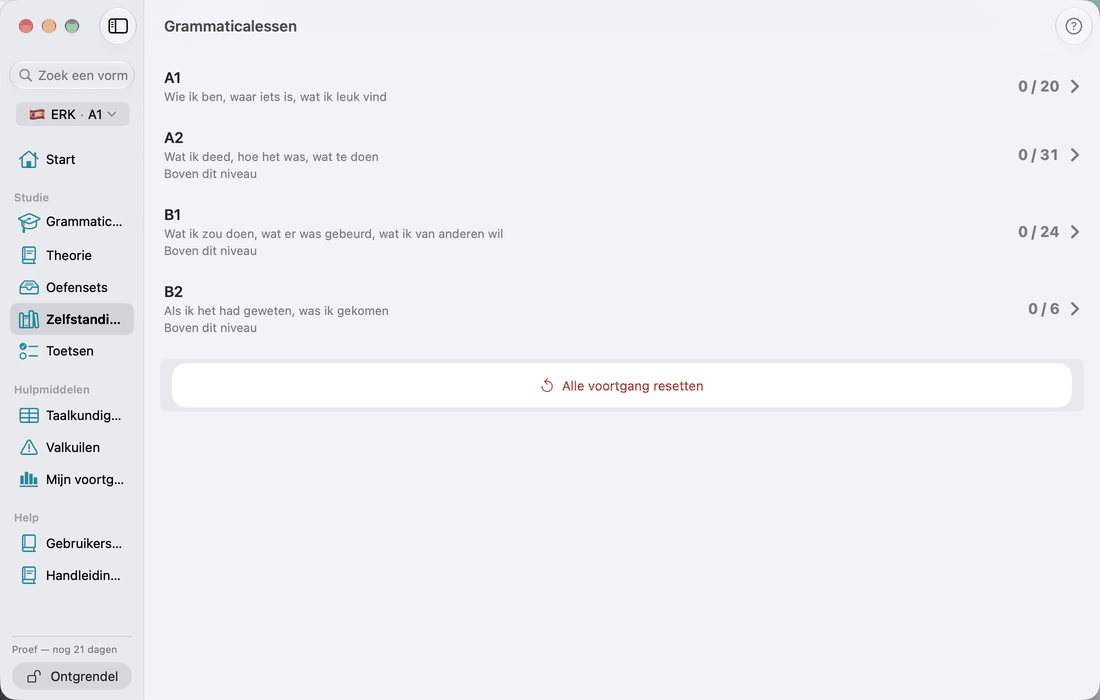 Grammaticalessen
Zoek een vorm
ERK · A1
Start
Studie
Grammatic...
Theorie
Oefensets
Zelfstandi...
Toetsen
Hulpmiddelen
Taalkundig...
Valkuilen
Mijn voortg...
Help
Gebruikers...
Handleidin...
Proef — nog 21 dagen
Ontgrendel
A1
Wie ik ben, waar iets is, wat ik leuk vind
0 / 20
A2
Wat ik deed, hoe het was, wat te doen
Boven dit niveau
0 / 31
B1
Wat ik zou doen, wat er was gebeurd, wat ik van anderen wil
Boven dit niveau
0 / 24
B2
Als ik het had geweten, was ik gekomen
Boven dit niveau
0 / 6
Alle voortgang resetten